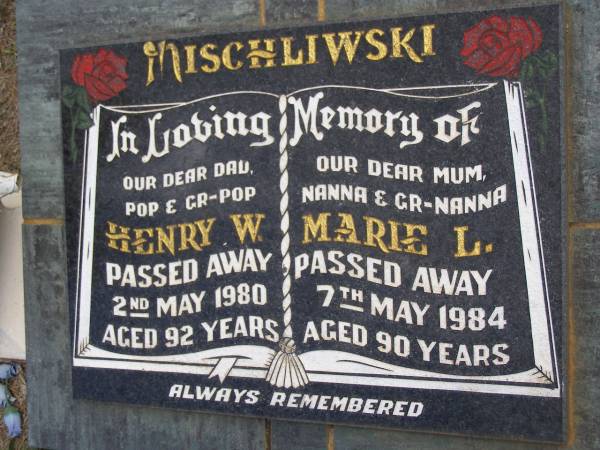 MISCHLIWSKI
In Loving Memory of
OUR DEAR DAD,
POP & GR-POP
HENRY W.
PASSED AWAY
2ND MAY 1980
AGED 92 YEARS
OUR DEAR MUM,
NANNA & GR-NANNA
MARIE L.
PASSED AWAY
7TH MAY 1984
AGED 90 YEARS
ALWAYS REMEMBERED